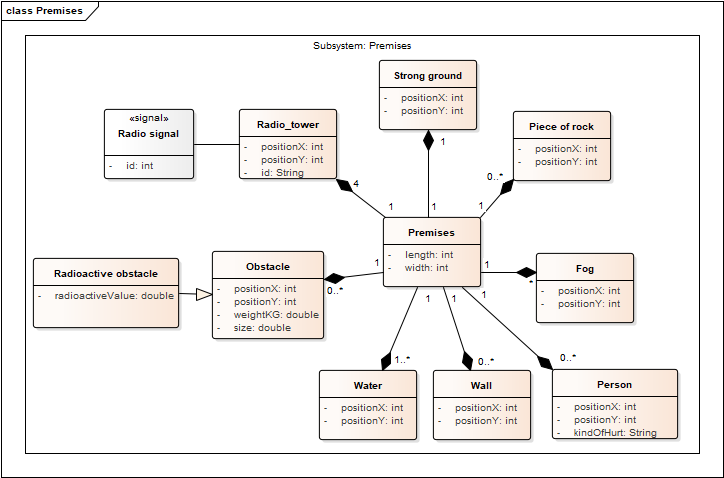 class Premises
Subsystem: Premises
Strong ground
- positionX: int
- positionY: int
1
«signal»
Radio signal
- id: int
Radio_tower
- positionX: int
- positionY: int
- id: String
4
1
1
Piece of rock
- positionX: int
- positionY: int
0..*
1
Premises
- length: int
- width: int
Radioactive obstacle
- radioactiveValue: double
Obstacle
- positionX: int
- positionY: int
- weightKG: double
- size: double
0..*
1
1
*
Fog
- positionX: int
- positionY: int
1
1
1
1..*
0..*
0..*
Water
- positionX: int
- positionY: int
Wall
- positionX: int
- positionY: int
Person
- positionX: int
- positionY: int
- kindOfHurt: String